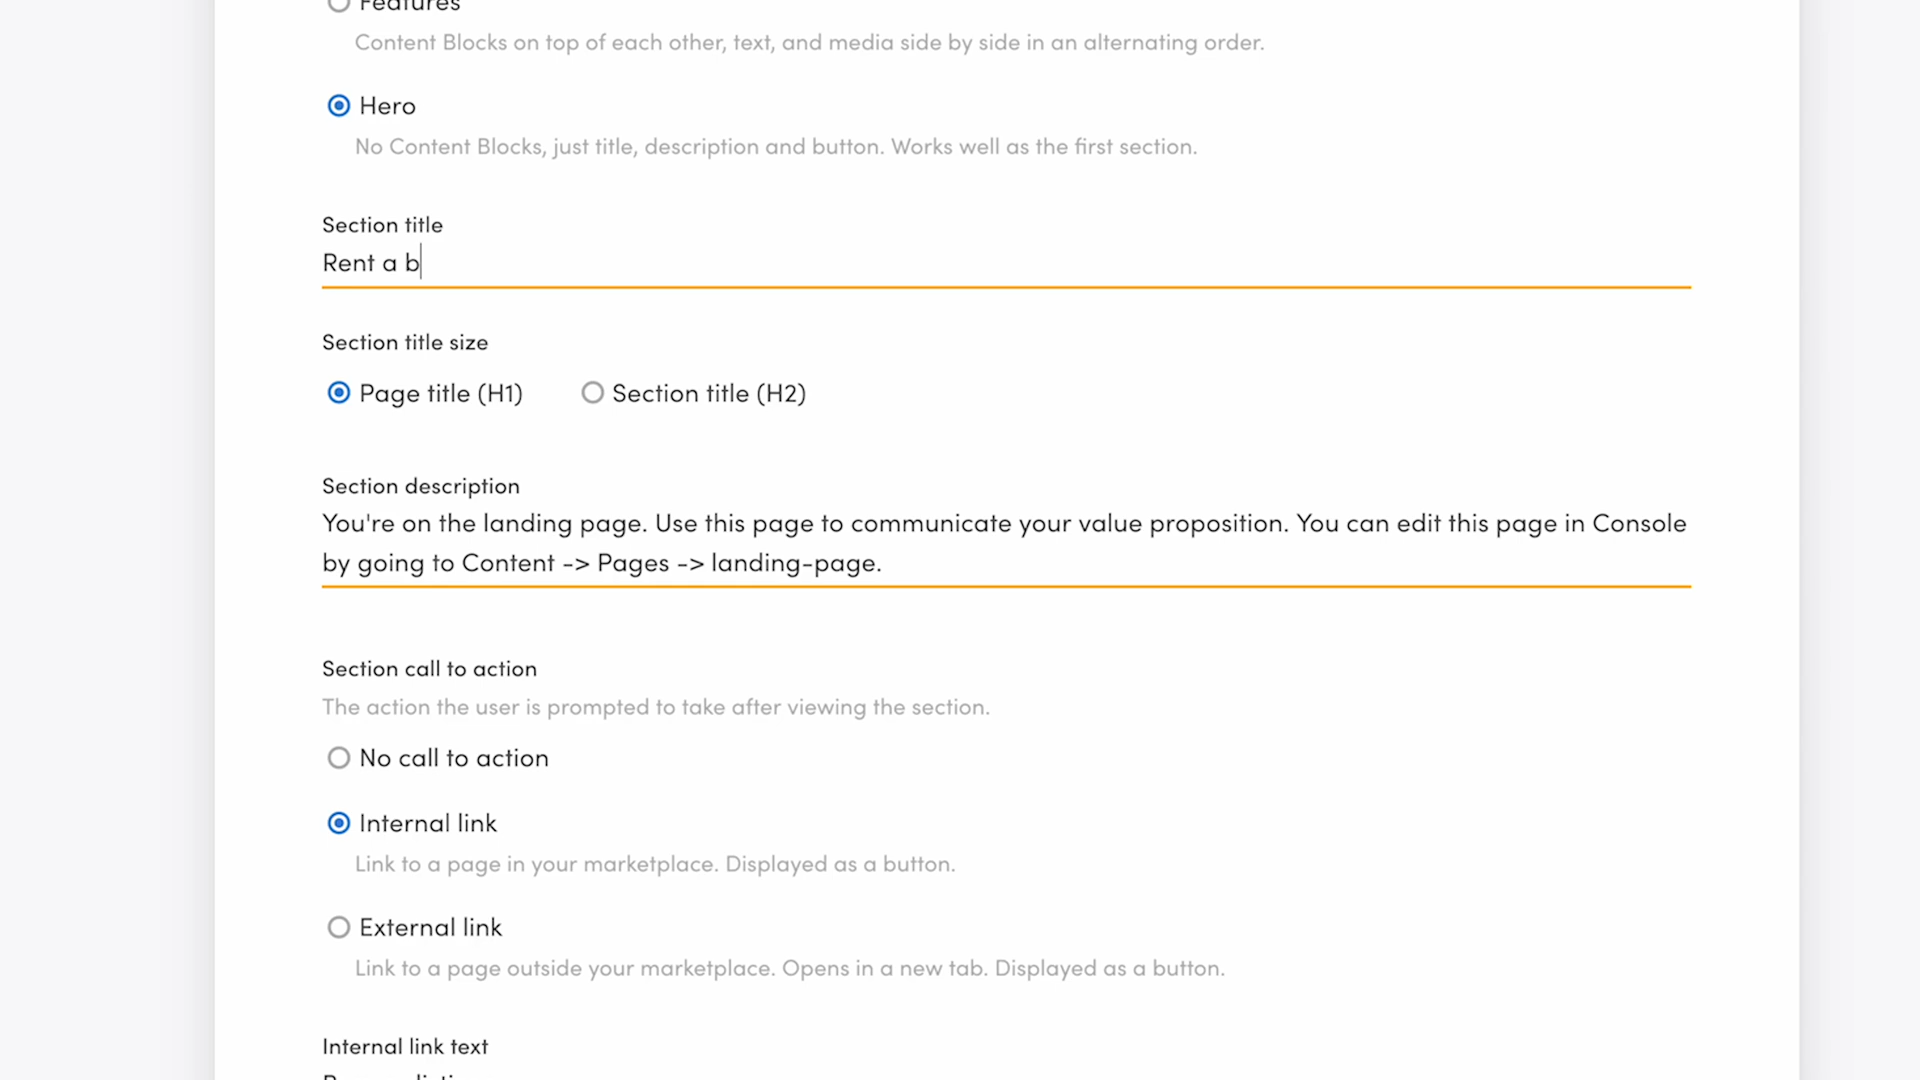 Features
Content Blocks on top of each other, text, and media side by side in an alternating order.
Hero
No Content Blocks, just title, description and button. Works well as the first section.
Section title
Rent a b
Section title size
Page title (H1) Section title (H2)
Section description
You're on the landing page. Use this page to communicate your value proposition. You can edit this page in Console
by going to Content -> Pages -> landing-page.
Section call to action
The action the user is prompted to take after viewing the section.
No call to action
Internal link
Link to a page in your marketplace. Displayed as a button.
External link
Link to a page outside your marketplace. Opens in a new tab. Displayed as a button.
Internal link text